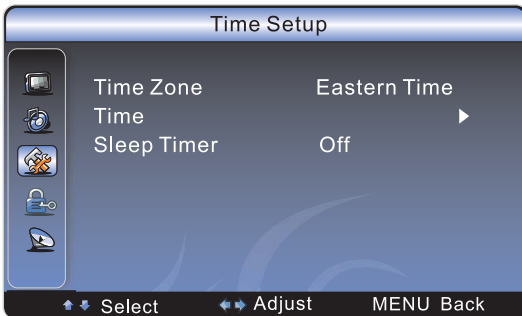 Time Setup
Time Zone Eastern Time
Time
Sleep Timer Off
Select Adjust MENU Back